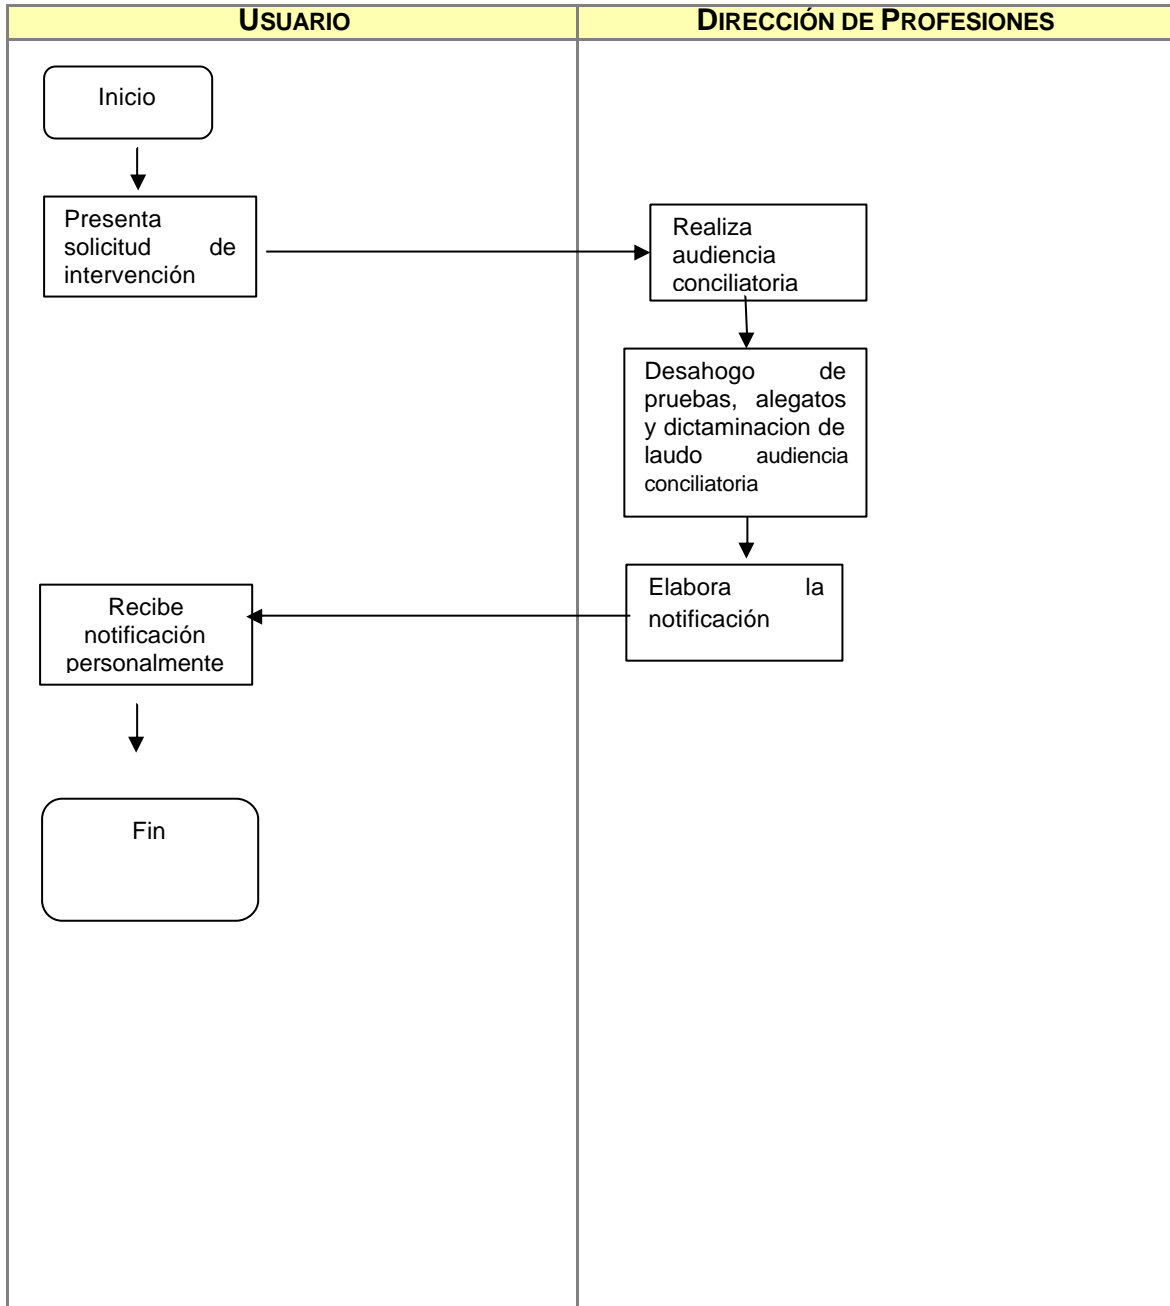 USUARIO
DIRECCIÓN DE PROFESIONES
Inicio
Presenta
solicitud de
intervención
Realiza
audiencia
conciliatoria
Desahogo de
pruebas, alegatos
y dictaminacion de
laudo audiencia
conciliatoria
Elabora la
notificación
Recibe
notificación
personalmente
Fin